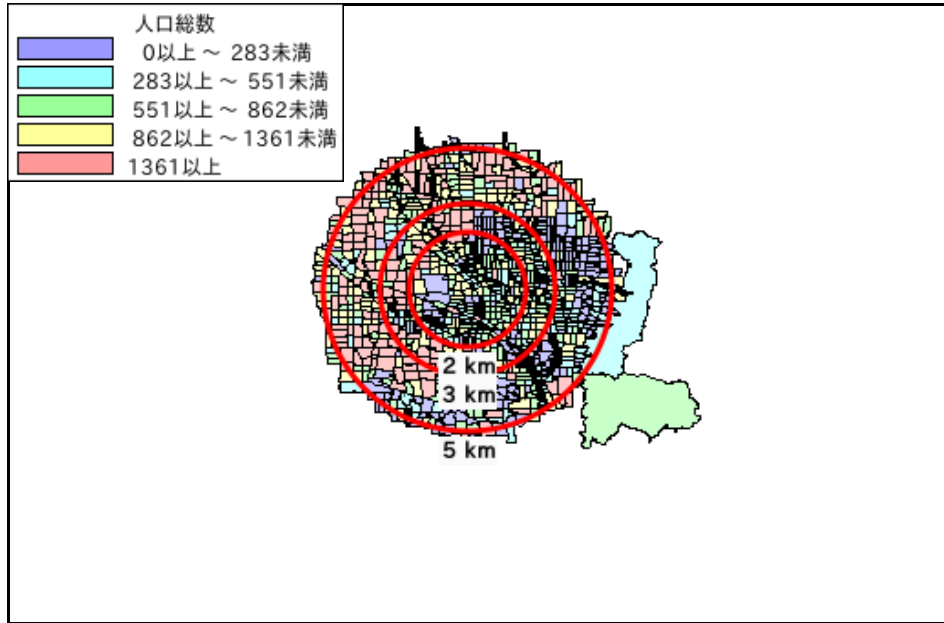 人口総数
0以上 ～ 283未満
283以上 ～ 551未満
551以上 ～ 862未満
862以上 ～ 1361未満
1361以上
2 km
3 km
5 km